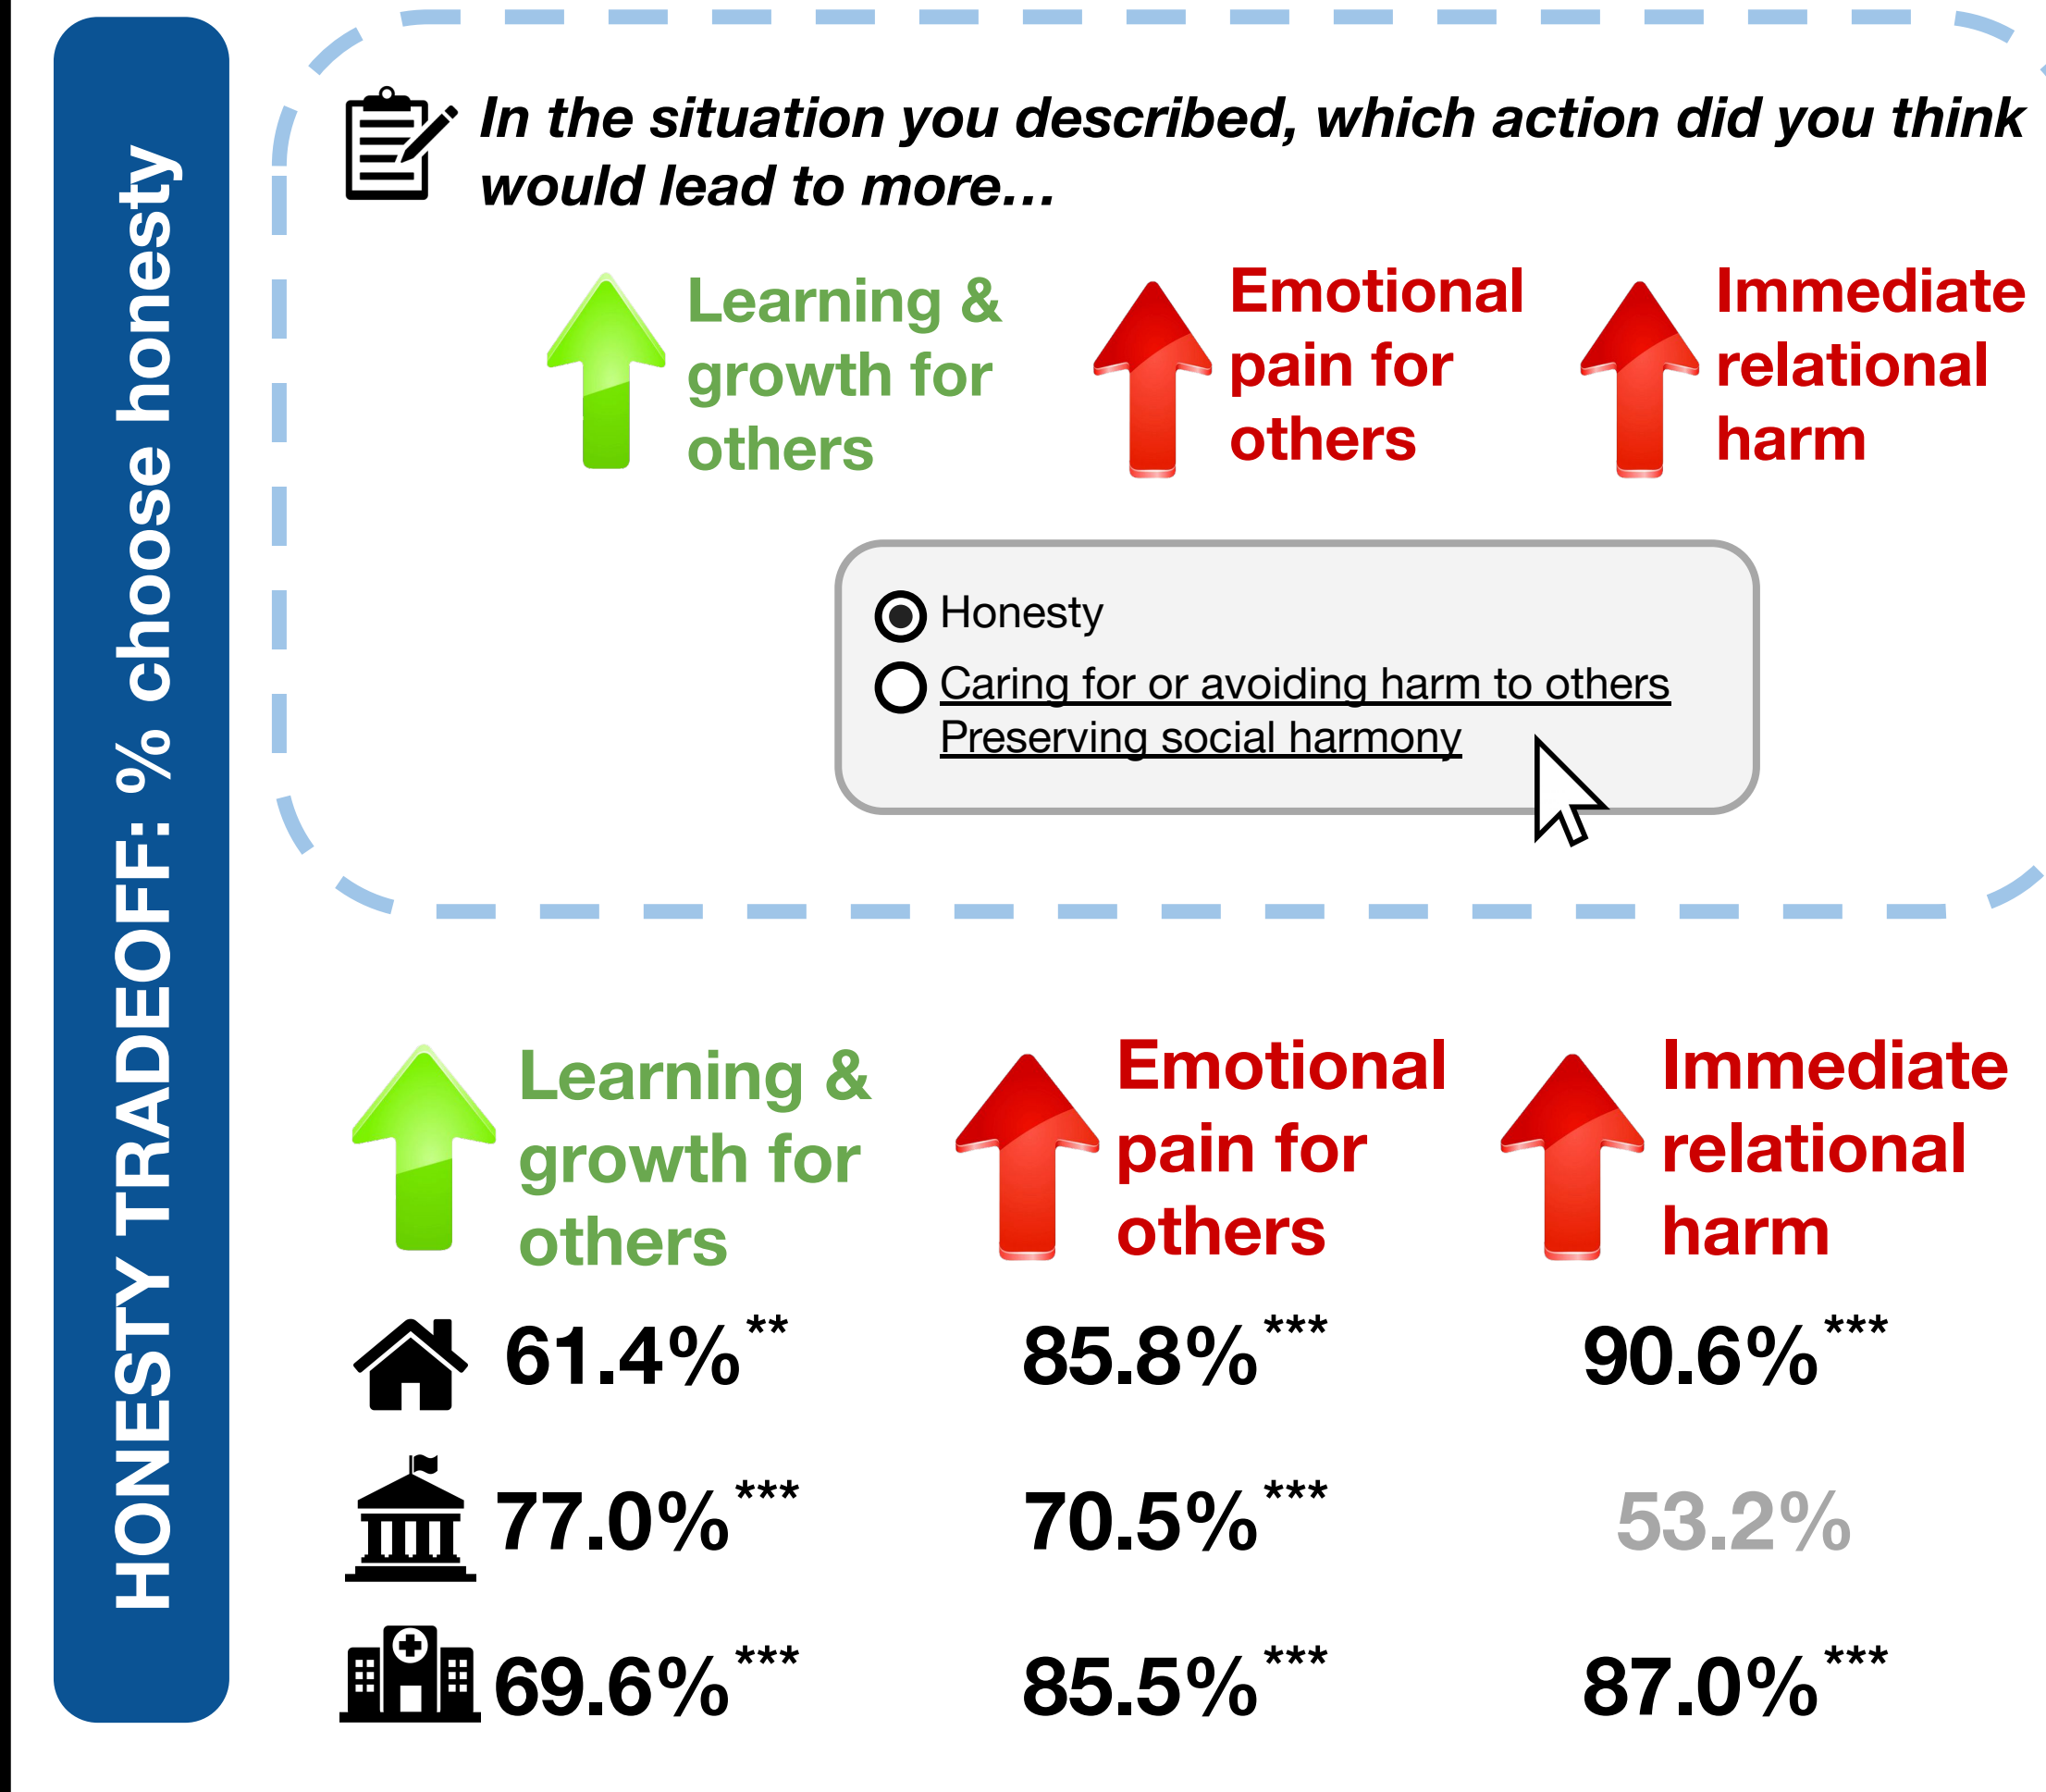 HONESTY TRADEOFF: % choose honesty
In the situation you described, which action did you think
would lead to more…
Learning &
growth for
others
Emotional
pain for
others
Immediate
relational
harm
Honesty
Caring for or avoiding harm to others
Preserving social harmony
Learning &
growth for
others
Emotional
pain for
others
Immediate
relational
harm
61.4%** 85.8%*** 90.6%***
77.0%*** 70.5%*** 53.2%
69.6%*** 85.5%*** 87.0%***